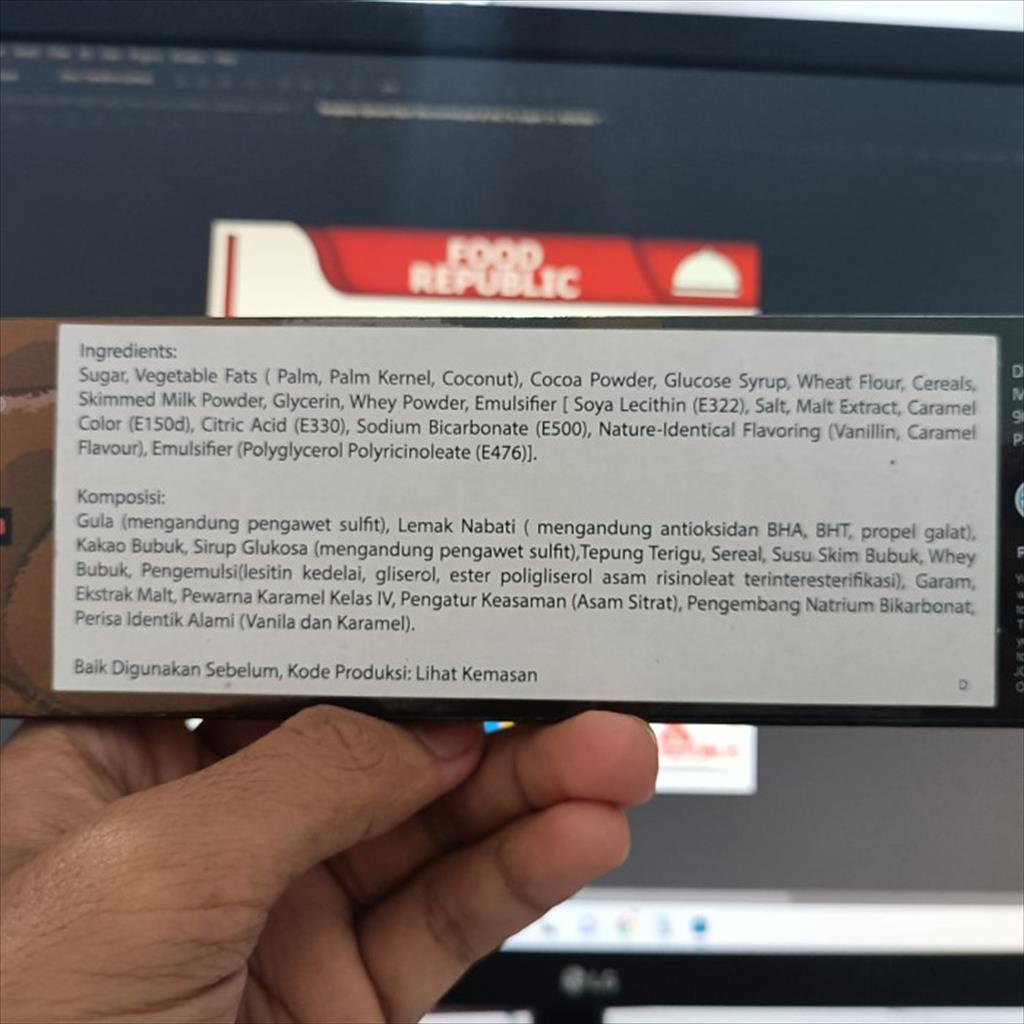 FOOD
REPUBLIC
Ingredients:
Sugar, Vegetable Fats ( Palm, Palm Kernel, Coconut), Cocoa Powder, Glucose Syrup, Wheat Flour, Cereals,
Skimmed Milk Powder, Glycerin, Whey Powder, Emulsifier [ Soya Lecithin (E322), Salt, Malt Extract, Caramel
Color (E150d), Citric Acid (E330), Sodium Bicarbonate (E500), Nature-Identical Flavoring (Vanillin, Caramel
Flavour), Emulsifier (Polyglycerol Polyricinoleate (E476)].
Komposisi:
Gula (mengandung pengawet sulfit), Lemak Nabati ( mengandung antioksidan BHA, BHT, propel galat),
Kakao Bubuk, Sirup Glukosa (mengandung pengawet sulfit),Tepung Terigu, Sereal, Susu Skim Bubuk, Whey
Bubuk, Pengemulsi(lesitin kedelai, gliserol, ester poligliserol asam risinoleat terinteresterifikasi), Garam,
Ekstrak Malt, Pewarna Karamel Kelas IV, Pengatur Keasaman (Asam Sitrat), Pengembang Natrium Bikarbonat,
Perisa Identik Alami (Vanila dan Karamel).
Baik Digunakan Sebelum, Kode Produksi: Lihat Kemasan
D
LG